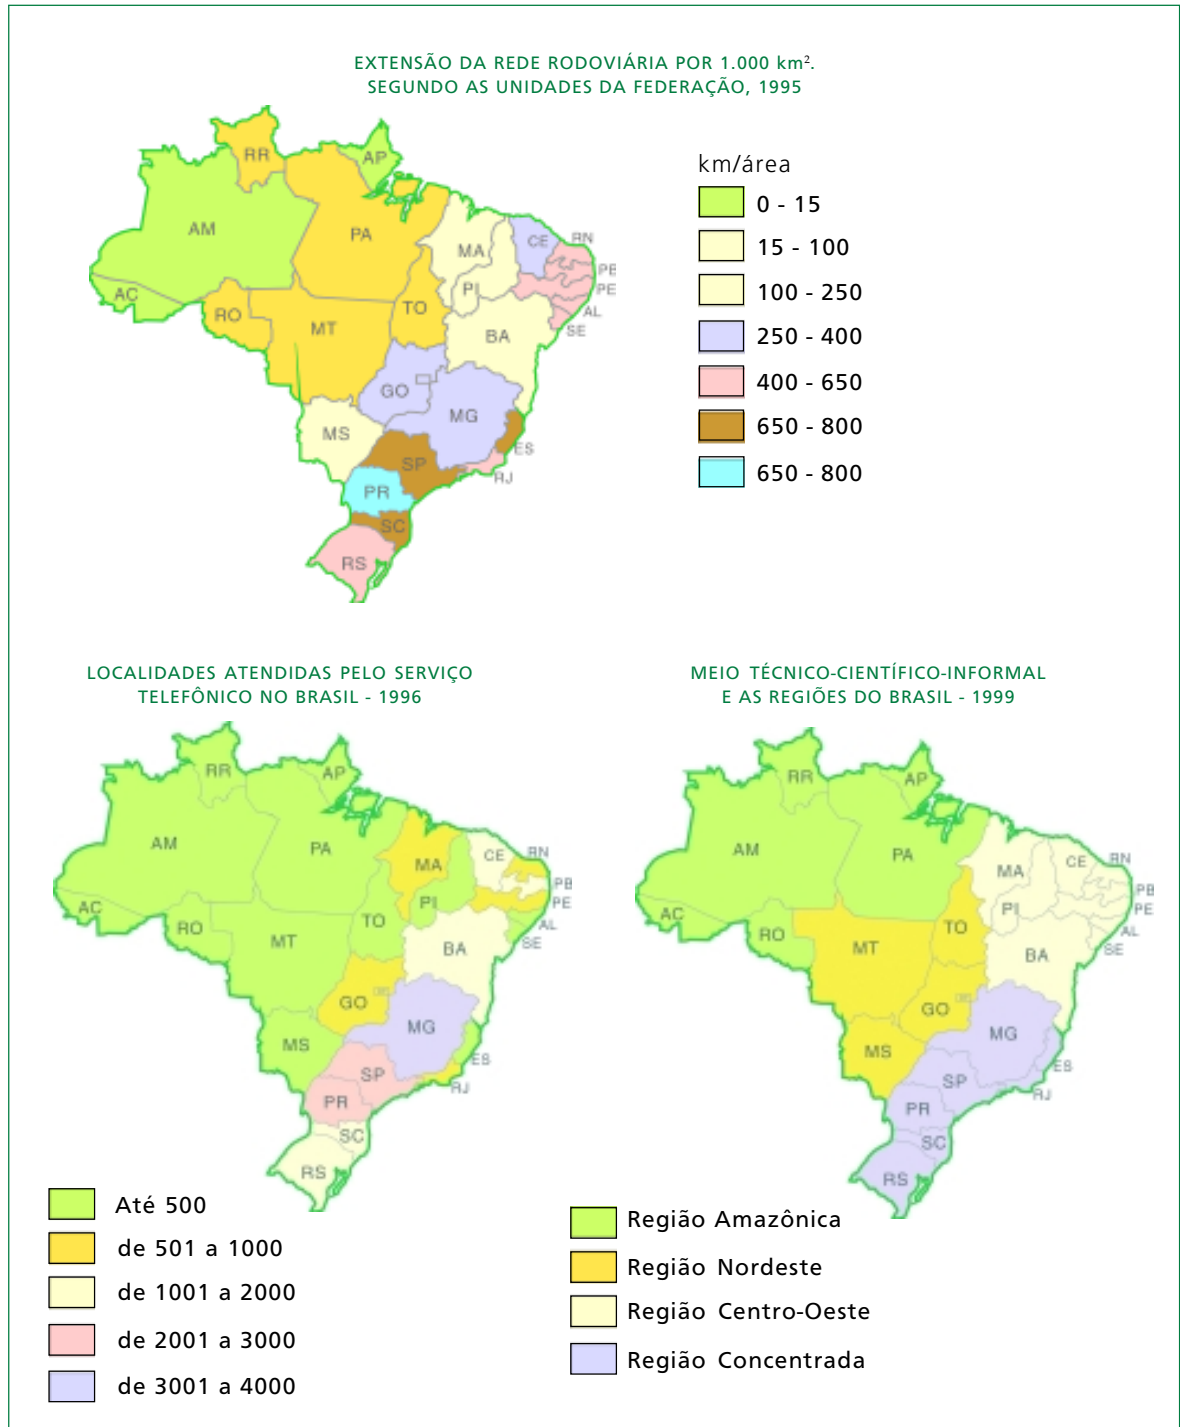 EXTENSÃO DA REDE RODOVIÁRIA POR 1.000 km².
SEGUNDO AS UNIDADES DA FEDERAÇÃO, 1995
RR
AP
AM
PA
MA
CE
RN
PB
PE
AL
SE
PI
AC
RO
MT
TO
BA
GO
MG
MS
ES
SP
RJ
PR
SC
RS
km/área
0 - 15
15 - 100
100 - 250
250 - 400
400 - 650
650 - 800
650 - 800
LOCALIDADES ATENDIDAS PELO SERVIÇO
TELEFÔNICO NO BRASIL - 1996
RR
AP
AM
PA
MA
CE
RN
PB
PE
AL
SE
PI
AC
RO
MT
TO
BA
GO
MG
MS
ES
SP
RJ
PR
SC
RS
Até 500
de 501 a 1000
de 1001 a 2000
de 2001 a 3000
de 3001 a 4000
MEIO TÉCNICO-CIENTÍFICO-INFORMAL
E AS REGIÕES DO BRASIL - 1999
RR
AP
AM
PA
MA
CE
RN
PB
PE
AL
SE
PI
AC
RO
MT
TO
BA
GO
MG
MS
ES
SP
RJ
PR
SC
RS
Região Amazônica
Região Nordeste
Região Centro-Oeste
Região Concentrada